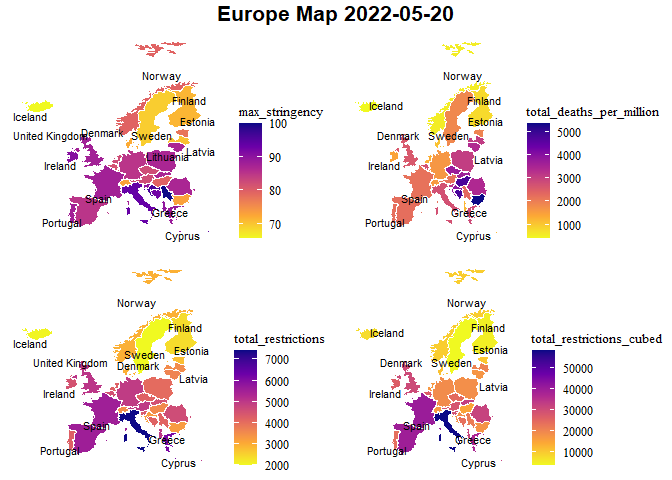 Europe Map 2022-05-20
Norway
Finland
Iceland
Estonia
United Kingdom
Denmark
Sweden
Latvia
Lithuania
Ireland
Spain
Greece
Portugal
Cyprus
max_stringency
100
90
80
70
Norway
Finland
Iceland
Estonia
Denmark
Sweden
Latvia
Ireland
Spain
Greece
Portugal
Cyprus
total_deaths_per_million
5000
4000
3000
2000
1000
Norway
Finland
Iceland
Estonia
Sweden
United Kingdom
Denmark
Latvia
Ireland
Spain
Greece
Portugal
Cyprus
total_restrictions
7000
6000
5000
4000
3000
2000
Norway
Finland
Iceland
Estonia
Denmark
Sweden
Latvia
Ireland
Spain
Greece
Portugal
Cyprus
total_restrictions_cubed
50000
40000
30000
20000
10000